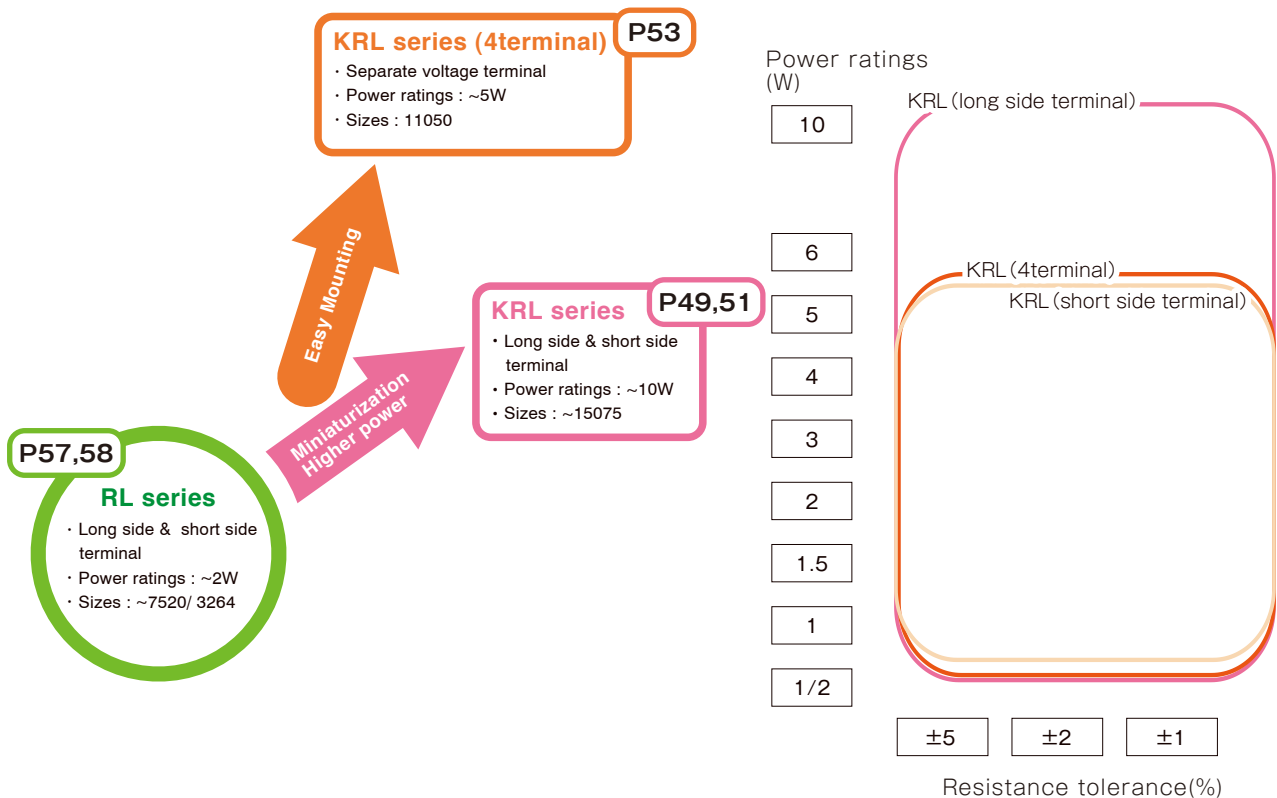 KRL series (4terminal)
P53
· Separate voltage terminal
· Power ratings : ~5W
· Sizes : 11050
Easy Mounting
KRL series
P49,51
· Long side & short side
terminal
· Power ratings : ~10W
· Sizes : ~15075
Miniaturization
Higher power
P57,58
RL series
· Long side & short side
terminal
· Power ratings : ~2W
· Sizes : ~7520/ 3264
Power ratings
(W)
10
6
5
4
3
2
1.5
1
1/2
KRL(long side terminal)
KRL(4terminal)
KRL(short side terminal)
±5
±2
±1
Resistance tolerance(%)